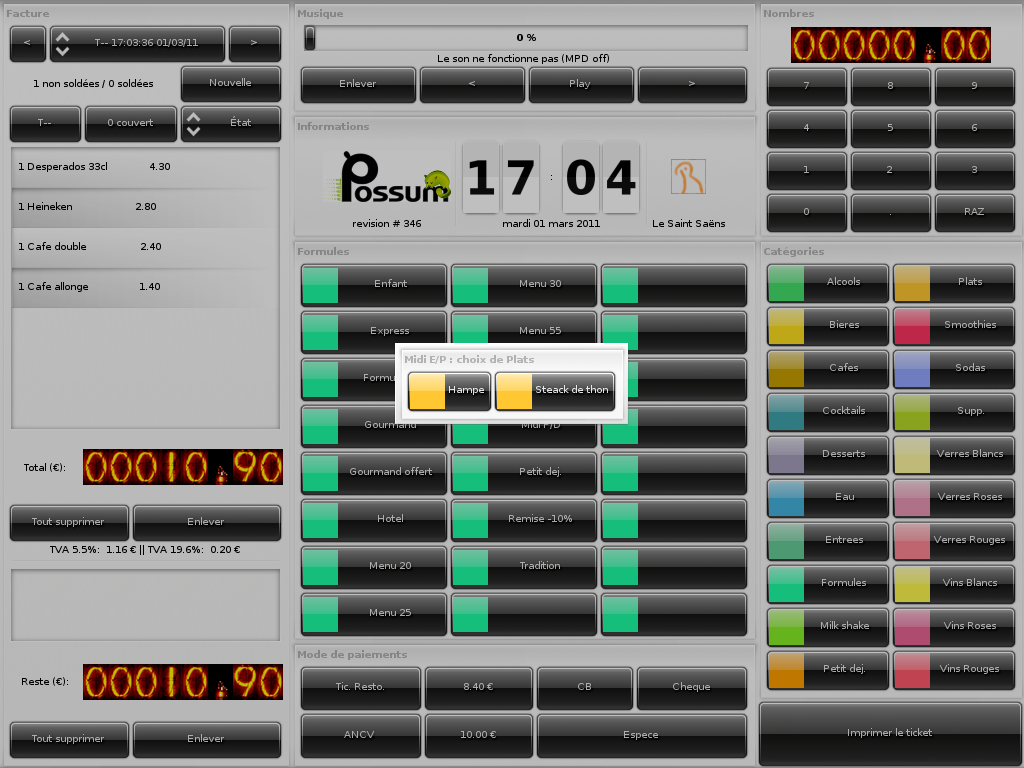 Facture
<
T-- 17:03:36 01/03/11
>
1 non soldées / 0 soldées
Nouvelle
T--
0 couvert
État
1 Desperados 33cl 4.30
1 Heineken 2.80
1 Cafe double 2.40
1 Cafe allonge 1.40
Total (€): 00010.90
Tout supprimer
Enlever
TVA 5.5%: 1.16 € || TVA 19.6%: 0.20 €
Reste (€): 00010.90
Tout supprimer
Enlever
Musique
0 %
Le son ne fonctionne pas (MPD off)
Enlever
<
Play
>
Informations
Possum
revision # 346
17 : 04
mardi 01 mars 2011
Le Saint Saëns
Formules
Enfant
Menu 30
Express
Menu 55
Midi E/P : choix de Plats
Hampe
Steack de thon
Gourmand
Midi P/D
Gourmand offert
Petit dej.
Hotel
Remise -10%
Menu 20
Tradition
Menu 25
Mode de paiements
Tic. Resto.
8.40 €
CB
Cheque
ANCV
10.00 €
Espece
Nombres
00000.00
7
8
9
4
5
6
1
2
3
0
.
RAZ
Catégories
Alcools
Plats
Bieres
Smoothies
Cafes
Sodas
Cocktails
Supp.
Desserts
Verres Blancs
Eau
Verres Roses
Entrees
Verres Rouges
Formules
Vins Blancs
Milk shake
Vins Roses
Petit dej.
Vins Rouges
Imprimer le ticket